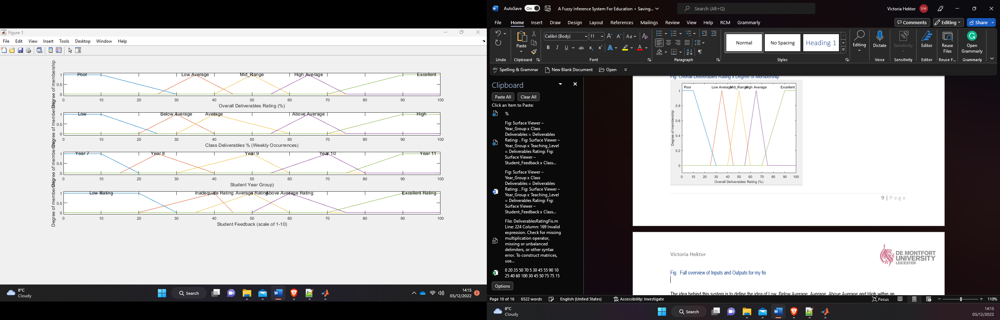 Figure 1
File Edit View Insert Tools Desktop Window Help
Degree of membership
Poor Low Average Mid_Range High Average Excellent
1
0.5
0
0 10 20 30 40 50 60 70 80 90 100
Overall Deliverables Rating (%)
Degree of membership
Low Below Average Average Above Average High
1
0.5
0
0 10 20 30 40 50 60 70 80 90 100
Class Deliverables % (Weekly Occurrences)
Degree of membership
Year 7 Year 8 Year 9 Year 10 Year 11
1
0.5
0
0 10 20 30 40 50 60 70 80 90 100
Student Year Group)
Degree of membership
Low Rating Inadequate Rating Average Rating Above Average Rating Excellent Rating
1
0.5
0
0 10 20 30 40 50 60 70 80 90 100
Student Feedback (scale of 1-10)
8°C
Cloudy
Search
14:15
05/12/2022
2
AutoSave On A Fuzzy Inference System For Education • Saving... Search (Alt+Q) Victoria Hektor VH
File Home Insert Draw Design Layout References Mailings Review View Help RCM Grammarly Comments Editing Share
Paste Calibri (Body) 11 Normal No Spacing Heading 1 Editing Dictate Sensitivity Editor Reuse Files Open Grammarly
Undo Clipboard Font Paragraph Styles Voice Sensitivity Editor Reuse F... Grammarly
Spelling & Grammar New Blank Document Open
Clipboard
Paste All Clear All
Click an Item to Paste:
%
Fig: Surface Viewer –
Year_Group x Class
Deliverables = Deliverables
Rating: . Fig: Surface Viewer –
Year_Group x Teaching_Level
= Deliverables Rating: Fig:
Surface Viewer –
Student_Feedback x Class...
Fig: Surface Viewer –
Year_Group x Class
Deliverables = Deliverables
Rating: . Fig: Surface Viewer –
Year_Group x Teaching_Level
= Deliverables Rating: Fig:
Surface Viewer –
Student_Feedback x Class...
File: DeliverablesRatingFis.m
Line: 224 Column: 169 Invalid
expression. Check for missing
multiplication operator,
missing or unbalanced
delimiters, or other syntax
error. To construct matrices,
use...
0 20 35 50 70 5 30 45 55 90 10
25 40 60 100 30 45 50 75 75 15
Options
Fig: Overall Deliverables Rating x Degree of Membership
Poor Low Average Mid_Range High Average Excellent
1
0.8
0.6
0.4
0.2
0
Degree of membership
0 10 20 30 40 50 60 70 80 90 100
Overall Deliverables Rating (%)
9 | Page
Victoria Hektor
DE MONTFORT
UNIVERSITY
LEICESTER
Fig. Full overview of Inputs and Outputs for my fis
The idea behind this system is to define the idea of Low, Below Average, Average, Above Average and High within an
Page 10 of 16 6522 words English (United States) Accessibility: Investigate Focus 110%
8°C
Cloudy
Search
14:15
05/12/2022